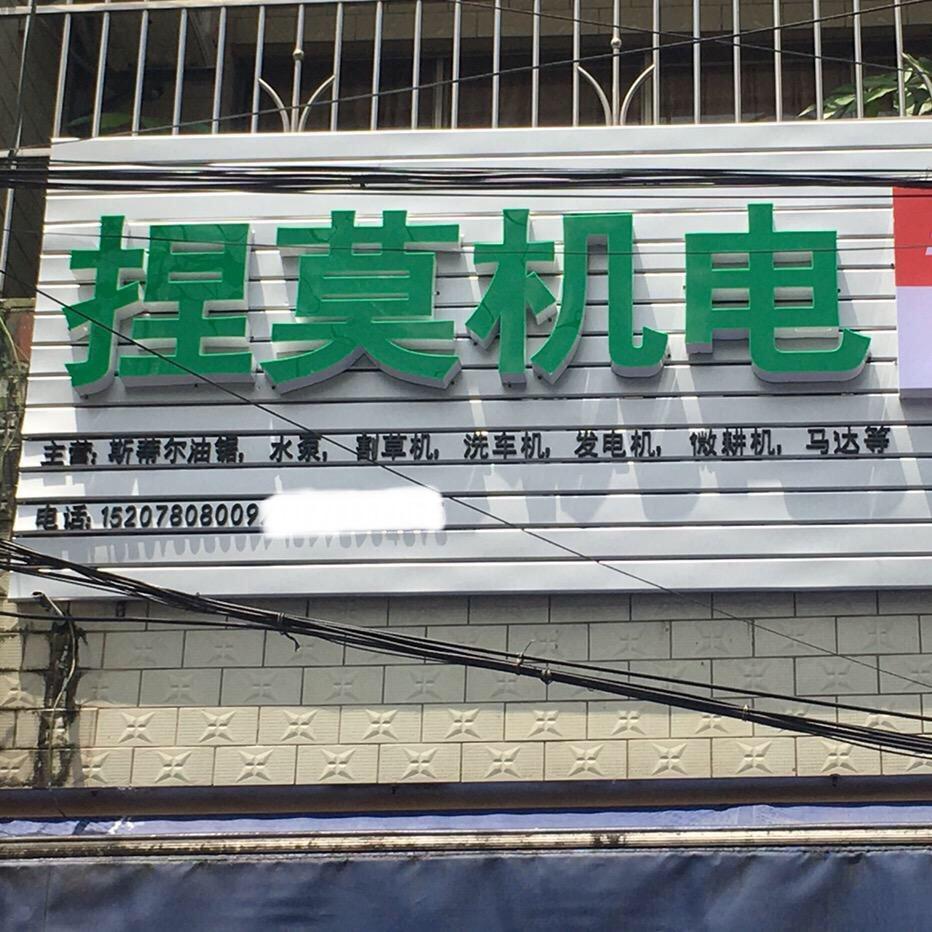 捏莫机电
主营: 斯蒂尔油锯, 水泵, 割草机, 洗车机, 发电机, 微耕机, 马达等
电话: 15207808009